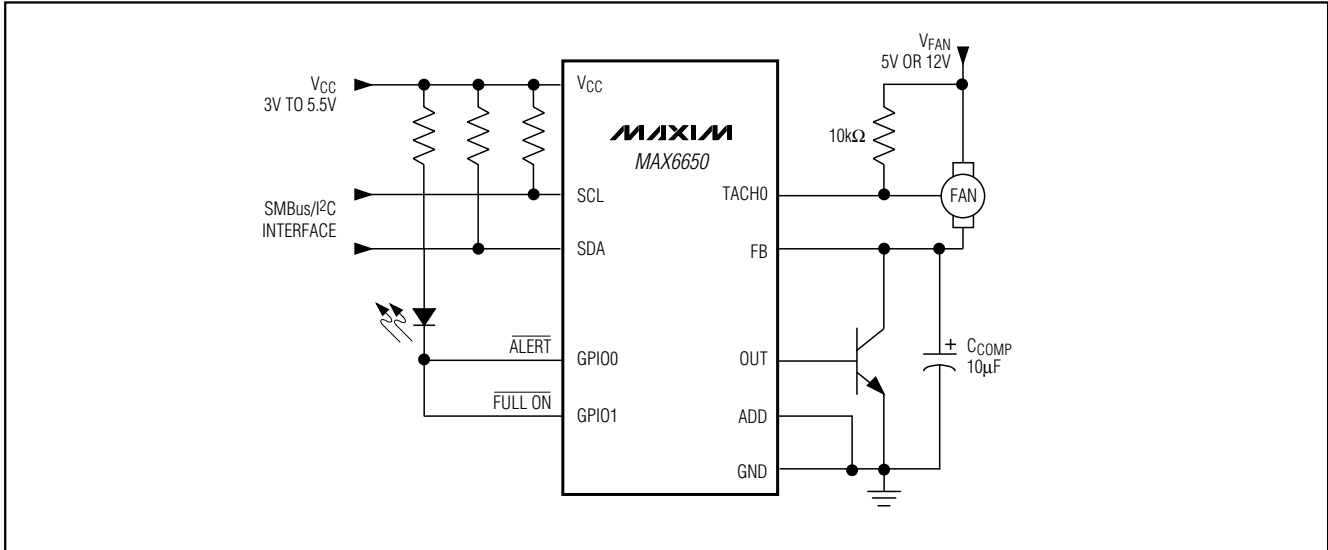 VCC
3V TO 5.5V
SMBus/I2C
INTERFACE
ALERT
FULL ON
VCC
SCL
SDA
GPIO0
GPIO1
MAXIM
MAX6650
TACH0
FB
OUT
ADD
GND
VFAN
5V OR 12V
10kΩ
FAN
+ CCOMP
10µF